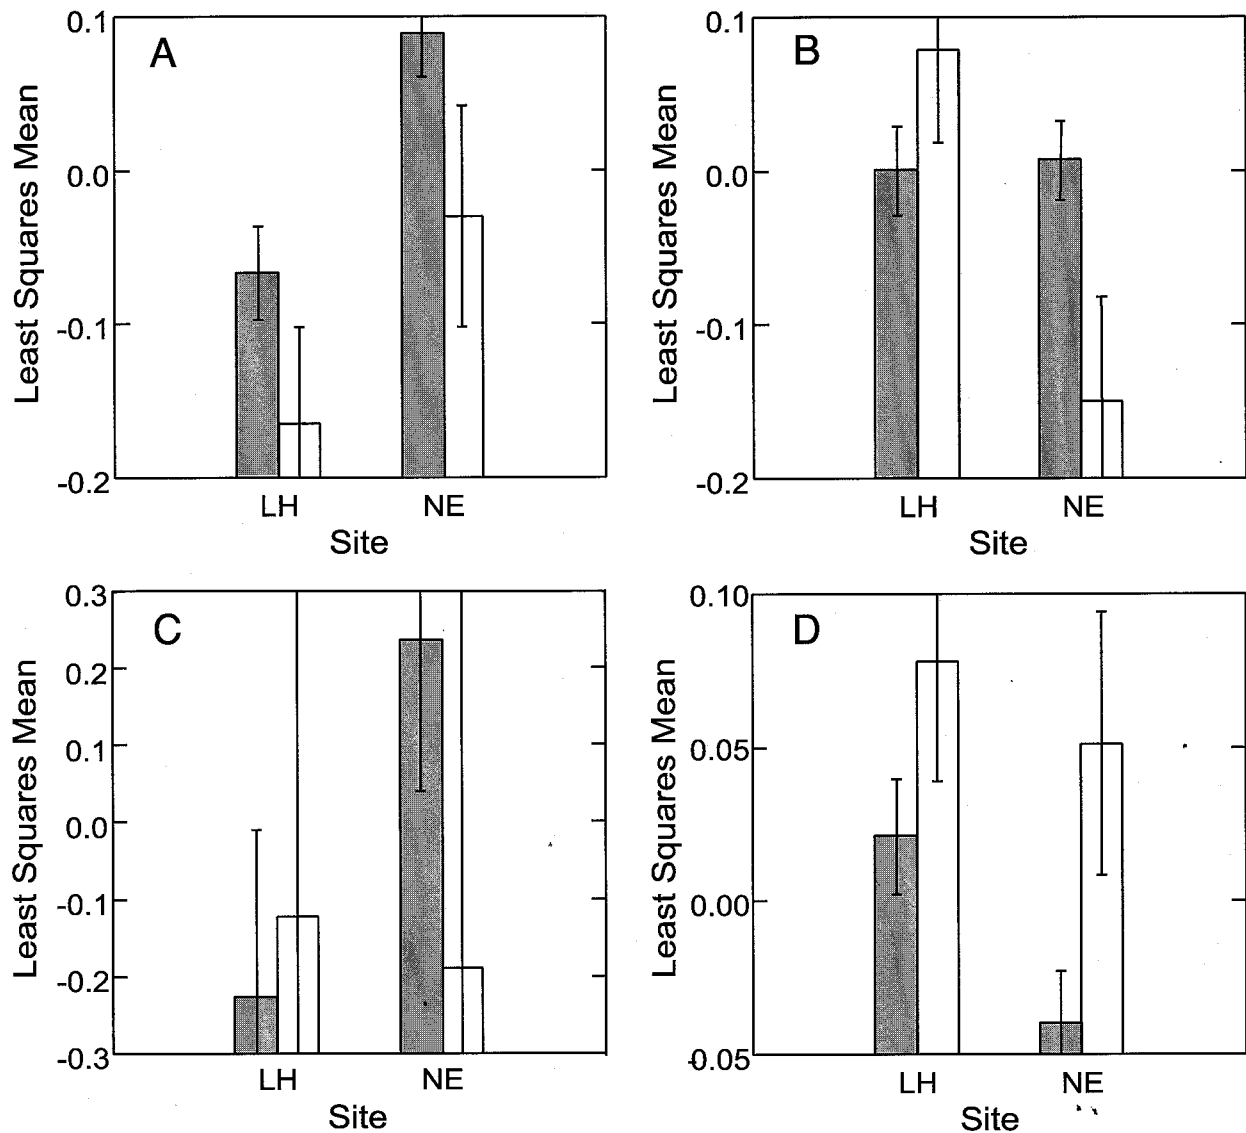 A
0.1
0.0
-0.1
-0.2
Least Squares Mean
LH NE
Site
B
0.1
0.0
-0.1
-0.2
Least Squares Mean
LH NE
Site
C
0.3
0.2
0.1
0.0
-0.1
-0.2
-0.3
Least Squares Mean
LH NE
Site
D
0.10
0.05
0.00
-0.05
Least Squares Mean
LH NE
Site